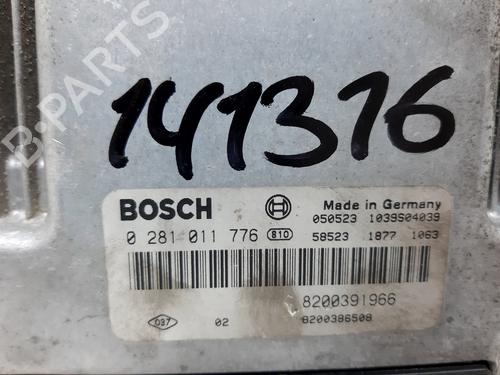 B-PARTS
141316
BOSCH
Made in Germany
050523 1039S04039
0 281 011 776 810
58523 1877 1063
8200391966
037 02 8200386508